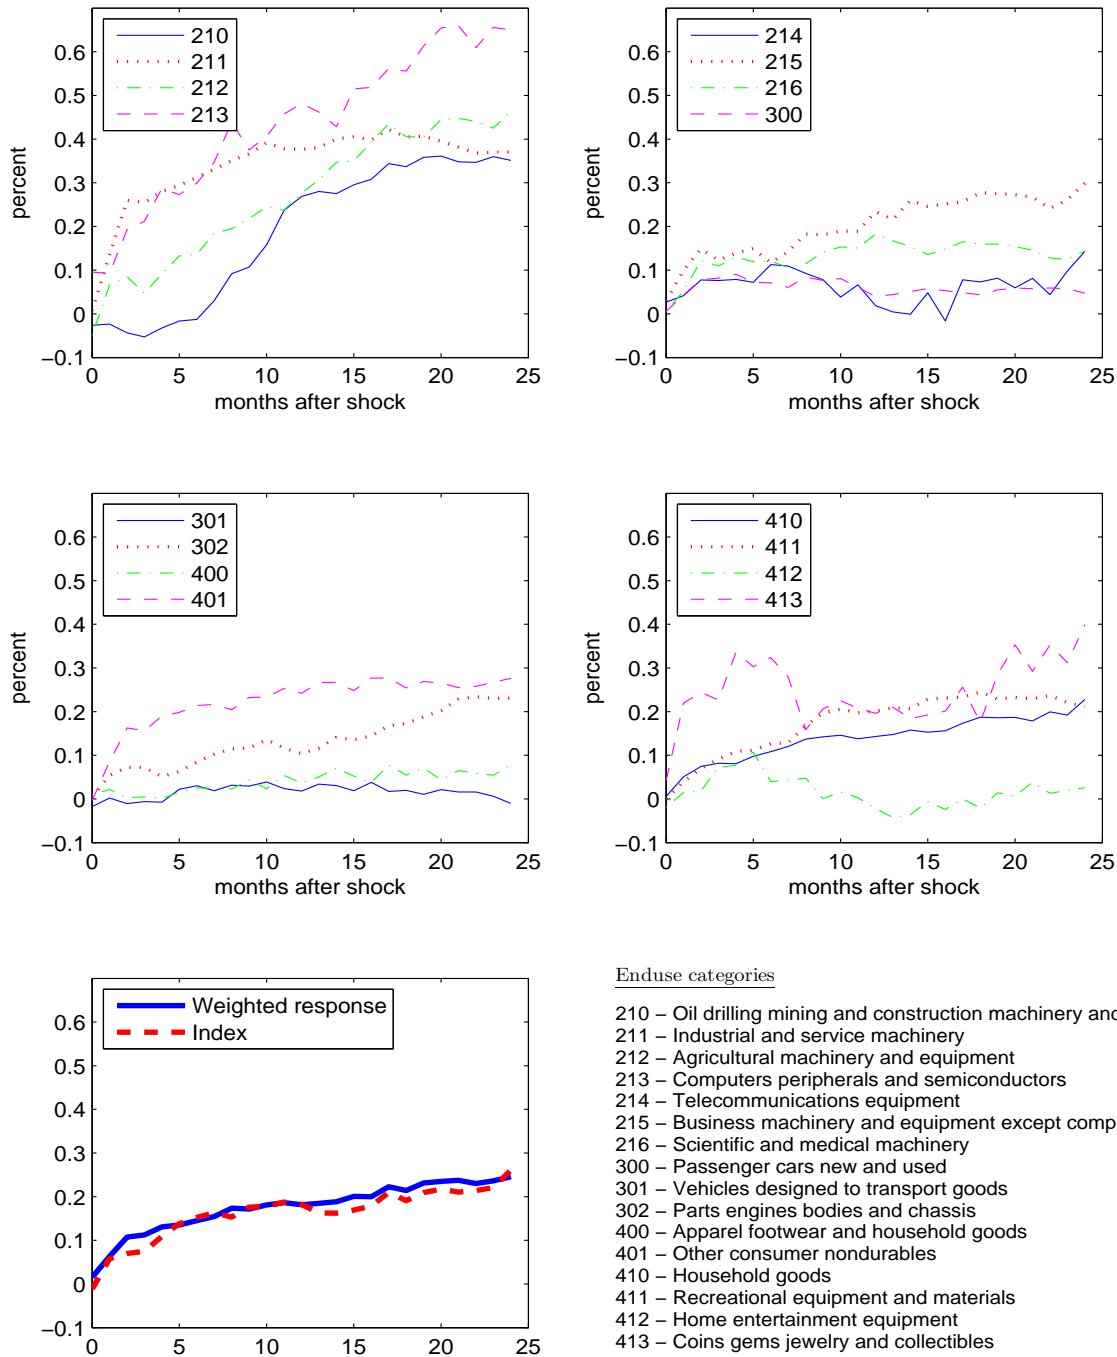 210
211
212
213
0.6
0.5
0.4
0.3
0.2
0.1
0
−0.1
percent
0 5 10 15 20 25
months after shock
214
215
216
300
0.6
0.5
0.4
0.3
0.2
0.1
0
−0.1
percent
0 5 10 15 20 25
months after shock
301
302
400
401
0.6
0.5
0.4
0.3
0.2
0.1
0
−0.1
percent
0 5 10 15 20 25
months after shock
410
411
412
413
0.6
0.5
0.4
0.3
0.2
0.1
0
−0.1
percent
0 5 10 15 20 25
months after shock
Weighted response
Index
0.6
0.5
0.4
0.3
0.2
0.1
0
−0.1
0 5 10 15 20 25
Enduse categories
210 − Oil drilling mining and construction machinery and
211 − Industrial and service machinery
212 − Agricultural machinery and equipment
213 − Computers peripherals and semiconductors
214 − Telecommunications equipment
215 − Business machinery and equipment except comp
216 − Scientific and medical machinery
300 − Passenger cars new and used
301 − Vehicles designed to transport goods
302 − Parts engines bodies and chassis
400 − Apparel footwear and household goods
401 − Other consumer nondurables
410 − Household goods
411 − Recreational equipment and materials
412 − Home entertainment equipment
413 − Coins gems jewelry and collectibles